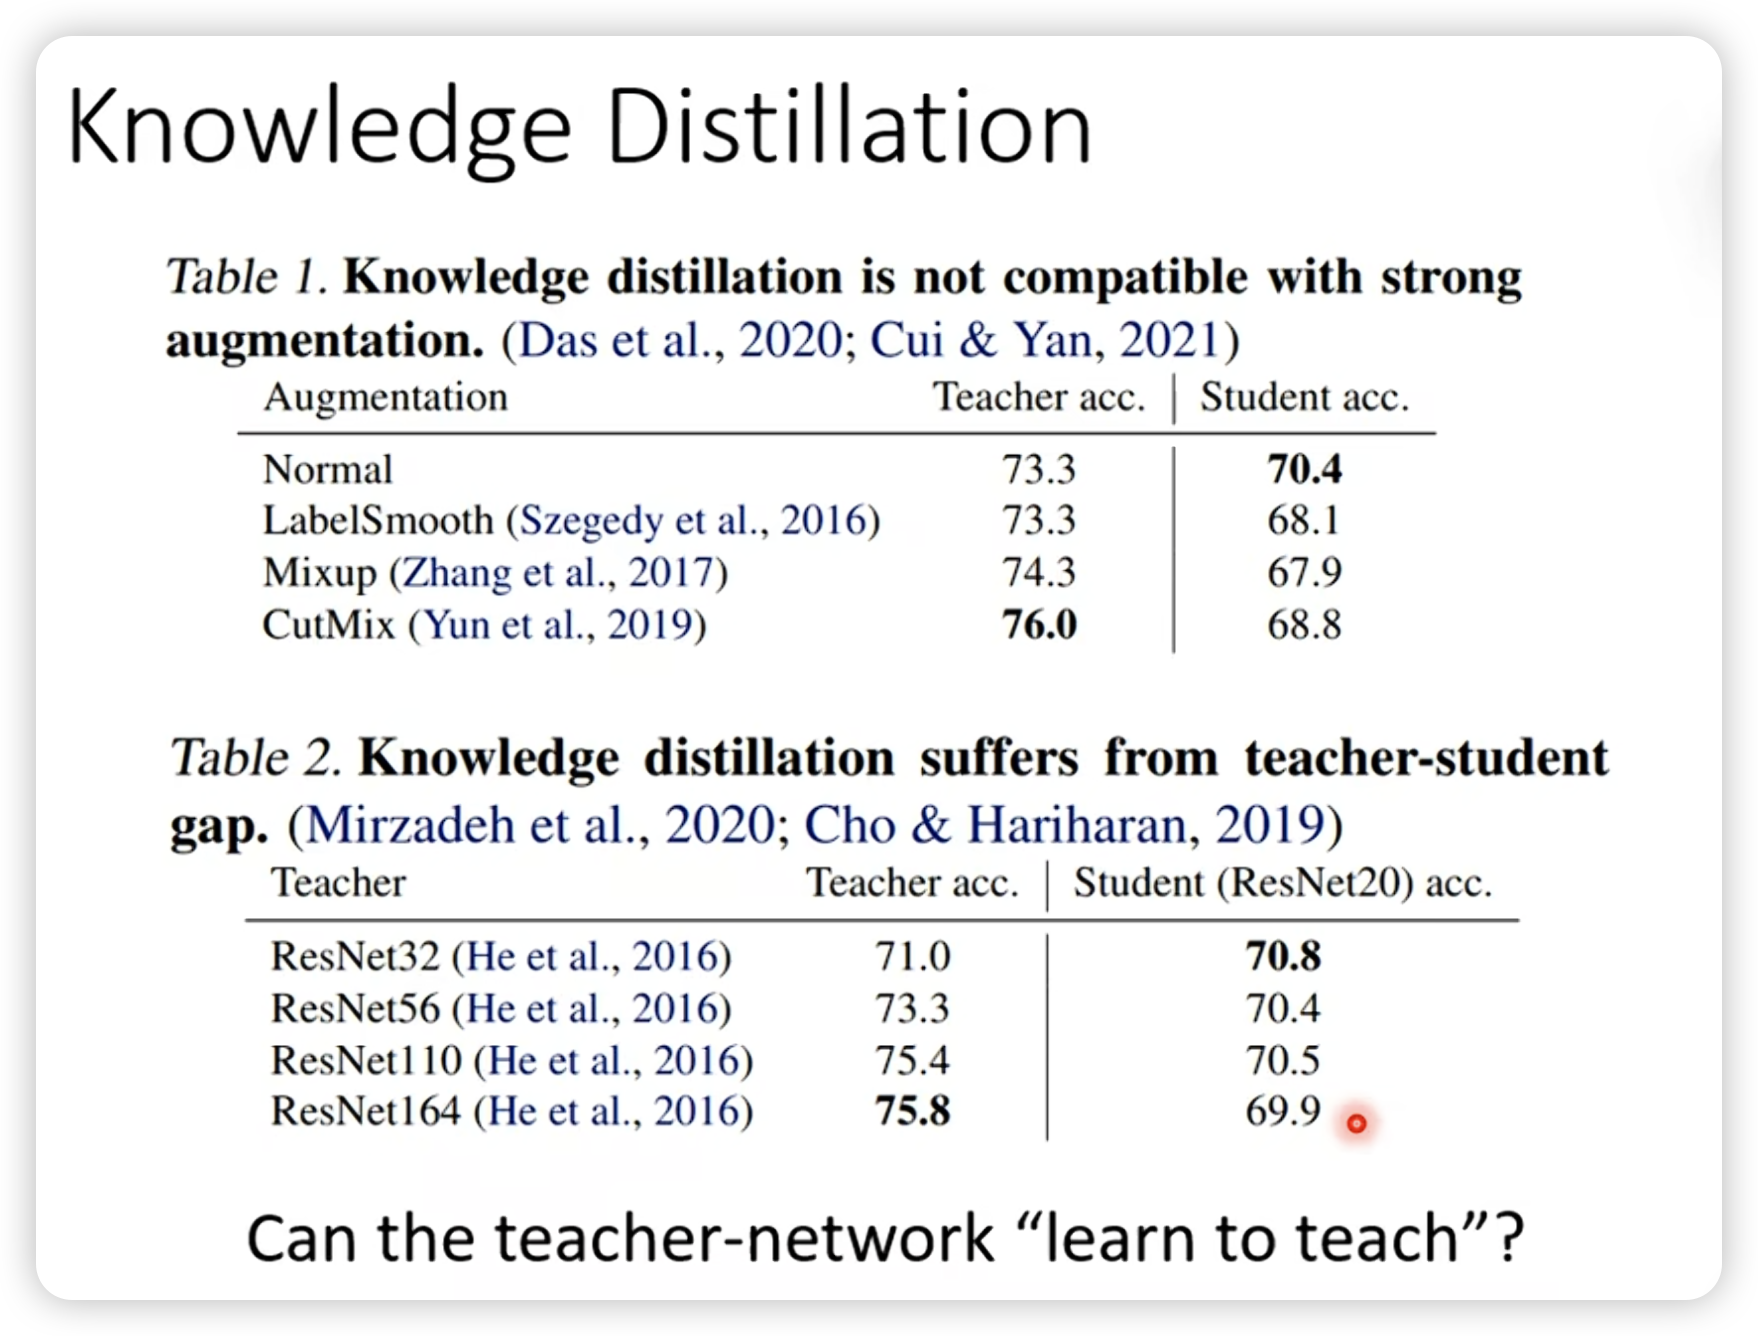 Knowledge Distillation
Table 1. Knowledge distillation is not compatible with strong
augmentation. (Das et al., 2020; Cui & Yan, 2021)
Augmentation Teacher acc. Student acc.
Normal 73.3 70.4
LabelSmooth (Szegedy et al., 2016) 73.3 68.1
Mixup (Zhang et al., 2017) 74.3 67.9
CutMix (Yun et al., 2019) 76.0 68.8
Table 2. Knowledge distillation suffers from teacher-student
gap. (Mirzadeh et al., 2020; Cho & Hariharan, 2019)
Teacher Teacher acc. Student (ResNet20) acc.
ResNet32 (He et al., 2016) 71.0 70.8
ResNet56 (He et al., 2016) 73.3 70.4
ResNet110 (He et al., 2016) 75.4 70.5
ResNet164 (He et al., 2016) 75.8 69.9
Can the teacher-network “learn to teach”?